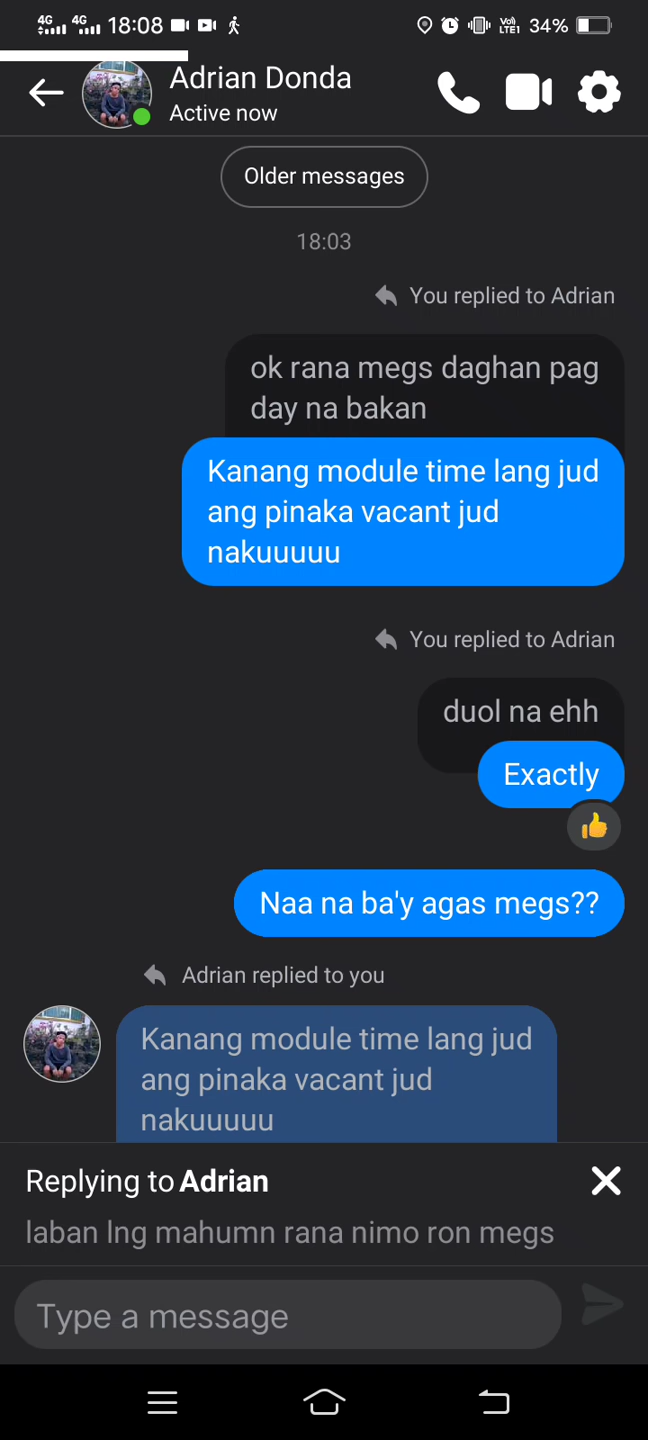 4G 4G 18:08 Vo) LTE1 34%
Adrian Donda
Active now
Older messages
18:03
You replied to Adrian
ok rana megs daghan pag
day na bakan
Kanang module time lang jud
ang pinaka vacant jud
nakuuuuu
You replied to Adrian
duol na ehh
Exactly
Naa na ba'y agas megs??
Adrian replied to you
Kanang module time lang jud
ang pinaka vacant jud
nakuuuuu
Replying to Adrian
laban lng mahumn rana nimo ron megs
Type a message